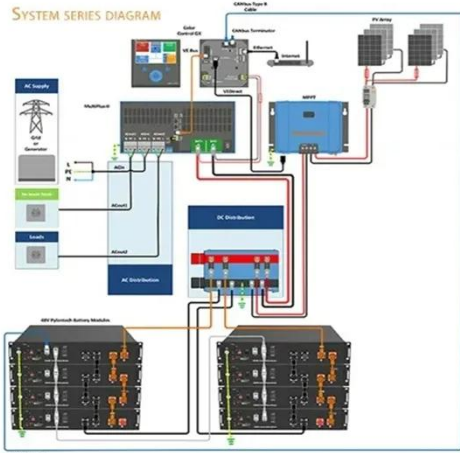 SYSTEM SERIES DIAGRAM
CANbus Type B
Cable
Color
Control GX
CANbus Terminator
Ethernet
Internet
PV Array
VE Bus
VE Direct
MPPT
AC Supply
Grid
or
Generator
MultiPlus-II
L
PE
N
ACin
ACout1
Loads
ACout2
AC Distribution
DC Distribution
48V Pylontech Battery Modules